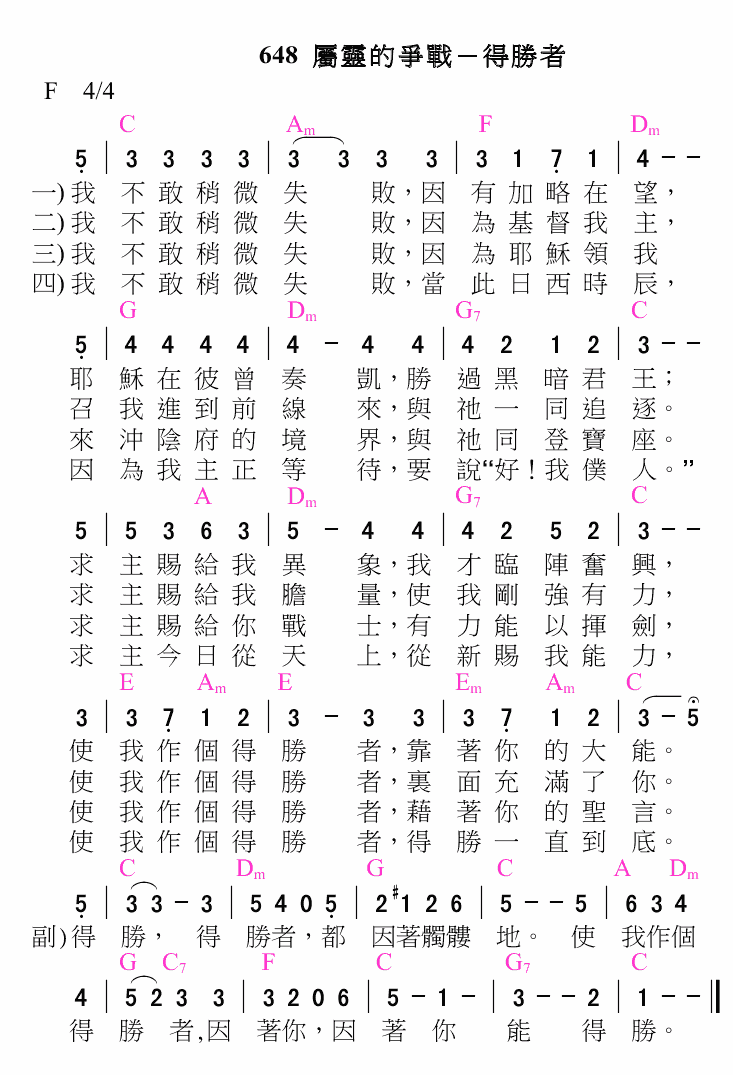 648 屬靈的爭戰－得勝者
F 4/4
C Am F Dm
5̣ | 3 3 3 3 | 3 3 3 3 | 3 1 7̣ 1 | 4 - -
一)我 不敢稍微失 敗，因 有加略在望，
二)我 不敢稍微失 敗，因 為基督我主，
三)我 不敢稍微失 敗，因 為耶穌領我
四)我 不敢稍微失 敗，當 此日西時辰，
G Dm G7 C
5̣ | 4 4 4 4 | 4 - 4 4 | 4 2 1 2 | 3 - -
耶 穌在彼曾奏 凱，勝 過黑暗君王；
召 我進到前線 來，與 祂一同追逐。
來 沖陰府的境 界，與 祂同登寶座。
因 為我主正等 待，要 說“好！我僕人。”
A Dm G7 C
5 | 5 3 6 3 | 5 - 4 4 | 4 2 5 2 | 3 - -
求 主賜給我異 象，我 才臨陣奮興，
求 主賜給我膽 量，使 我剛強有力，
求 主賜給你戰 士，有 力能以揮劍，
求 主今日從天 上，從 新賜我能力，
E Am E Em Am C
3 | 3 7̣ 1 2 | 3 - 3 3 | 3 7̣ 1 2 | 3 - 5̣
使 我作個得勝 者，靠 著你的大能。
使 我作個得勝 者，裏 面充滿了你。
使 我作個得勝 者，藉 著你的聖言。
使 我作個得勝 者，得 勝一直到底。
C Dm G C A Dm
5̣ | 3 3 - 3 | 5 4 0 5̣ | 2 #1 2 6 | 5 - - 5 | 6 3 4
副)得 勝， 得 勝者，都 因著髑髏 地。 使 我作個
G C7 F C G7 C
4 | 5 2 3 3 | 3 2 0 6 | 5 - 1 - | 3 - - 2 | 1 - - ‖
得 勝 者,因 著你，因 著 你 能 得 勝。